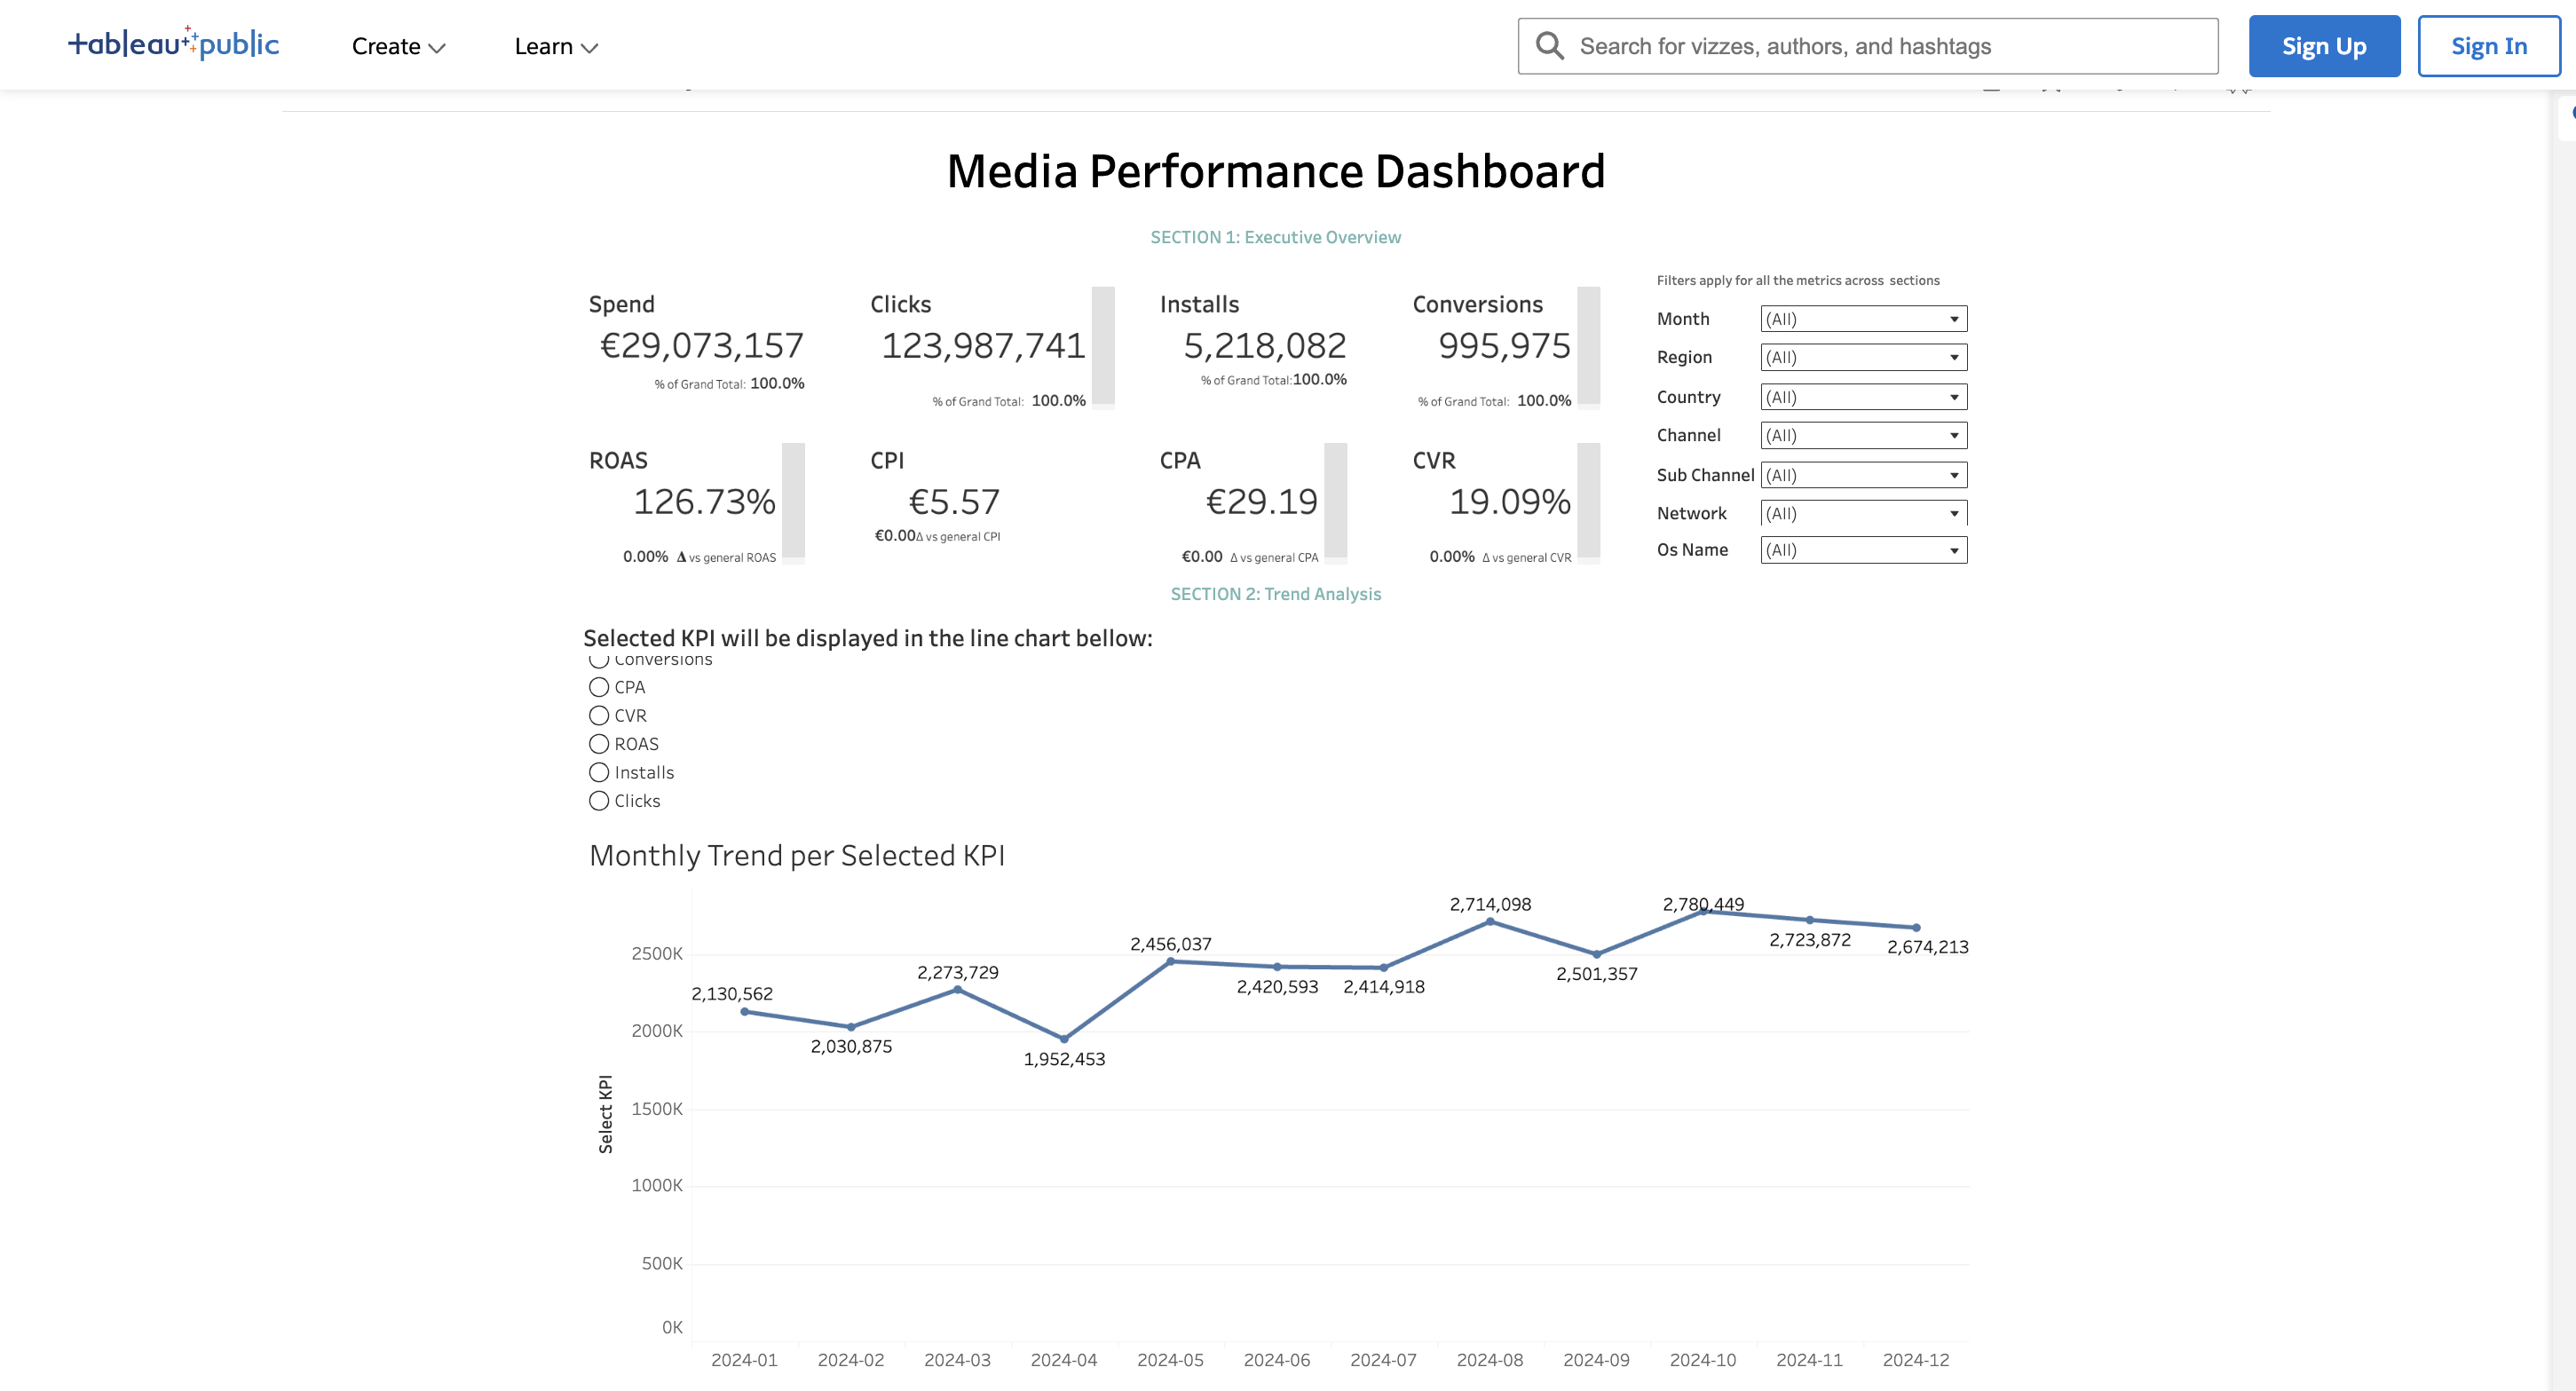 tableau public
Create
Learn
Search for vizzes, authors, and hashtags
Sign Up
Sign In
Media Performance Dashboard
SECTION 1: Executive Overview
Spend
€29,073,157
% of Grand Total: 100.0%
Clicks
123,987,741
% of Grand Total: 100.0%
Installs
5,218,082
% of Grand Total:100.0%
Conversions
995,975
% of Grand Total: 100.0%
Filters apply for all the metrics across sections
Month (All)
Region (All)
Country (All)
Channel (All)
Sub Channel (All)
Network (All)
Os Name (All)
ROAS
126.73%
0.00% Δ vs general ROAS
CPI
€5.57
€0.00Δ vs general CPI
CPA
€29.19
€0.00 Δ vs general CPA
CVR
19.09%
0.00% Δ vs general CVR
SECTION 2: Trend Analysis
Selected KPI will be displayed in the line chart bellow:
Conversions
CPA
CVR
ROAS
Installs
Clicks
Monthly Trend per Selected KPI
Select KPI
2500K
2000K
1500K
1000K
500K
0K
2,130,562
2,030,875
2,273,729
1,952,453
2,456,037
2,420,593
2,414,918
2,714,098
2,501,357
2,780,449
2,723,872
2,674,213
2024-01
2024-02
2024-03
2024-04
2024-05
2024-06
2024-07
2024-08
2024-09
2024-10
2024-11
2024-12